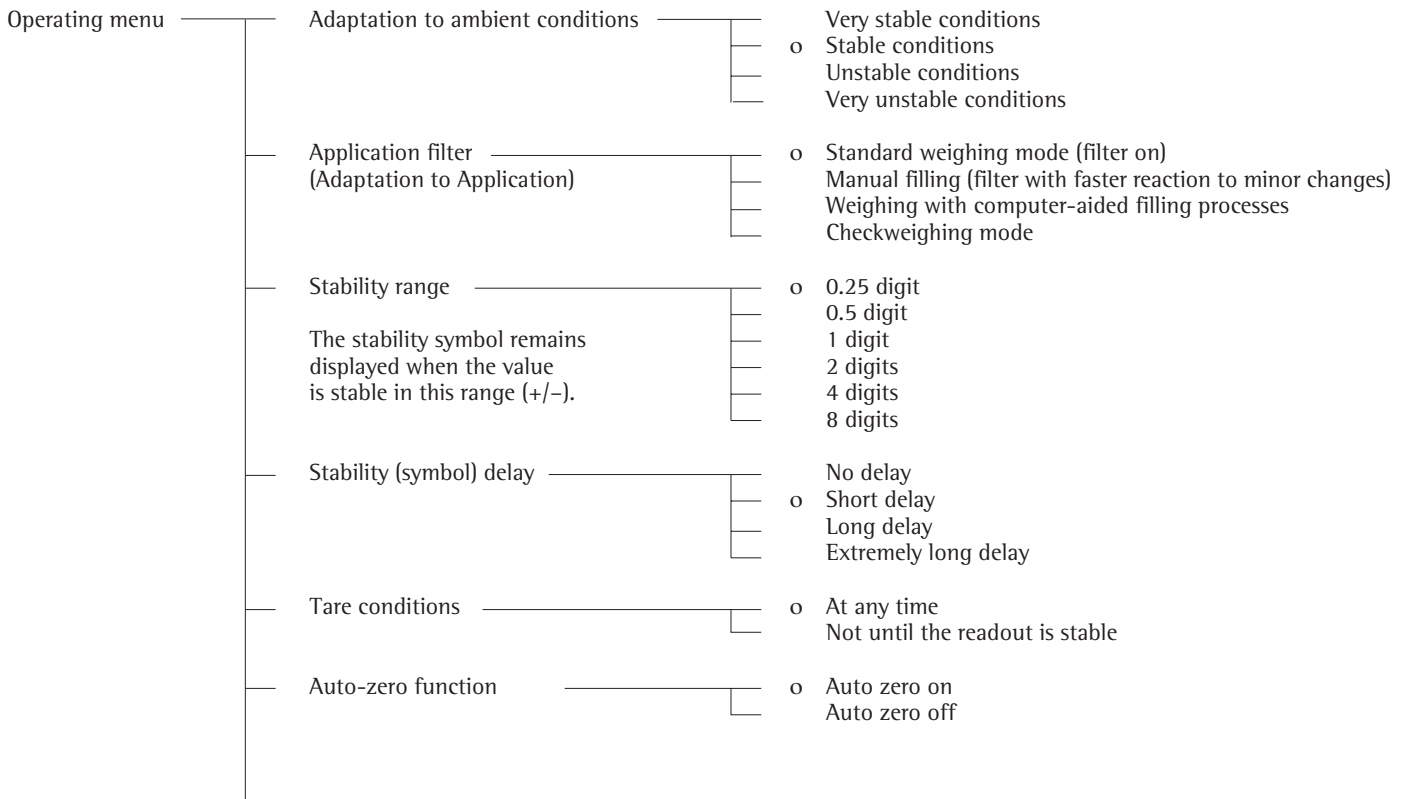 Operating menu
Adaptation to ambient conditions
Very stable conditions
o Stable conditions
Unstable conditions
Very unstable conditions
Application filter
(Adaptation to Application)
o Standard weighing mode (filter on)
Manual filling (filter with faster reaction to minor changes)
Weighing with computer-aided filling processes
Checkweighing mode
Stability range
The stability symbol remains
displayed when the value
is stable in this range (+/–).
o 0.25 digit
0.5 digit
1 digit
2 digits
4 digits
8 digits
Stability (symbol) delay
No delay
o Short delay
Long delay
Extremely long delay
Tare conditions
o At any time
Not until the readout is stable
Auto-zero function
o Auto zero on
Auto zero off